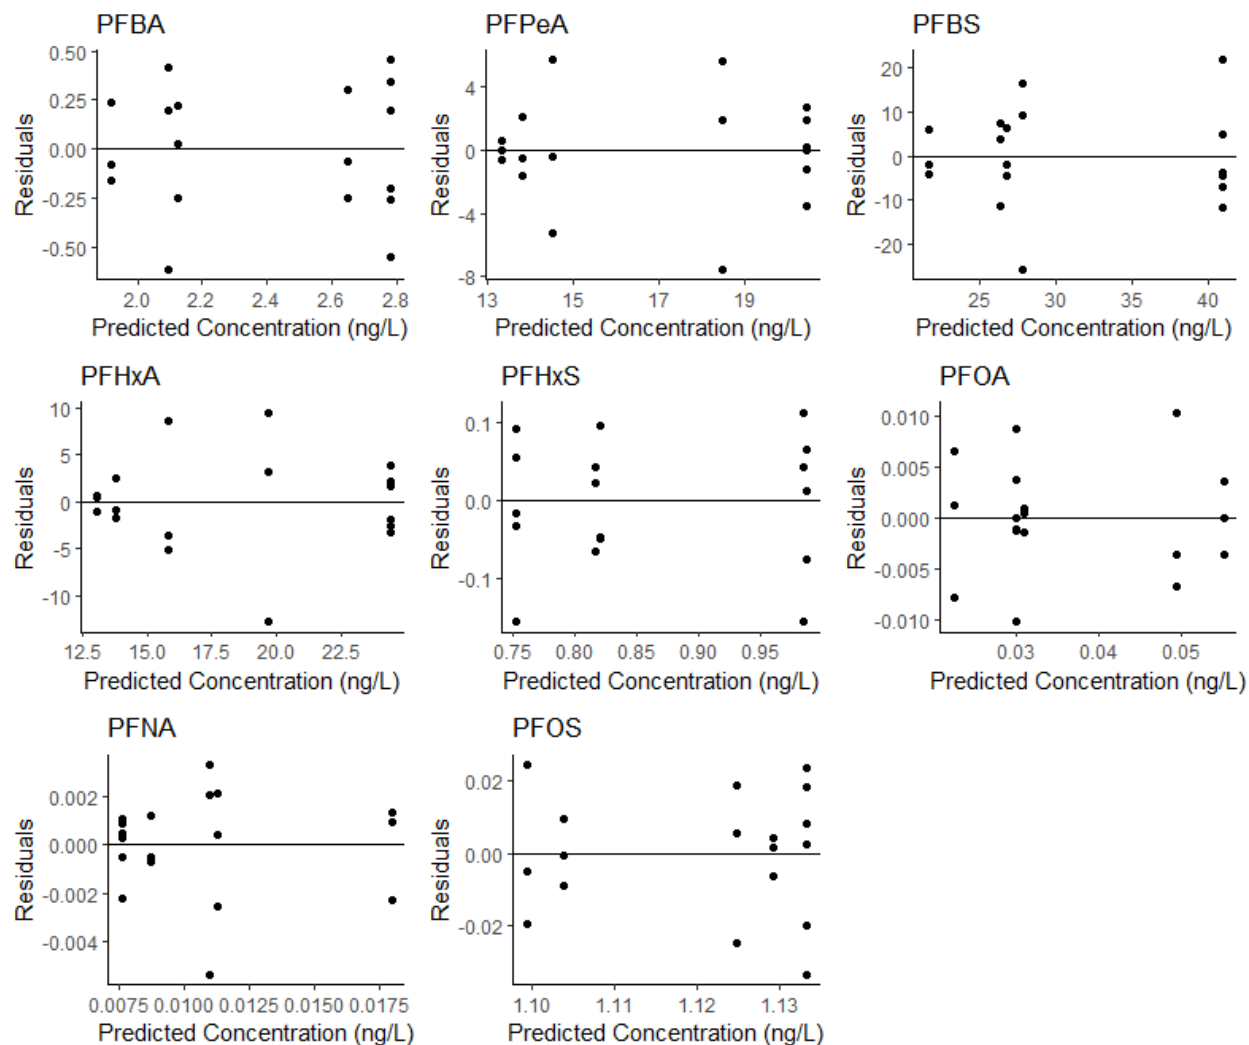 PFBA
PFPeA
PFBS
Residuals
0.50
0.25
0.00
-0.25
-0.50
2.0 2.2 2.4 2.6 2.8
Predicted Concentration (ng/L)
Residuals
4
0
-4
-8
13 15 17 19
Predicted Concentration (ng/L)
Residuals
20
10
0
-10
-20
25 30 35 40
Predicted Concentration (ng/L)
PFHxA
PFHxS
PFOA
Residuals
10
5
0
-5
-10
12.5 15.0 17.5 20.0 22.5
Predicted Concentration (ng/L)
Residuals
0.1
0.0
-0.1
0.75 0.80 0.85 0.90 0.95
Predicted Concentration (ng/L)
Residuals
0.010
0.005
0.000
-0.005
-0.010
0.03 0.04 0.05
Predicted Concentration (ng/L)
PFNA
PFOS
Residuals
0.002
0.000
-0.002
-0.004
0.0075 0.0100 0.0125 0.0150 0.0175
Predicted Concentration (ng/L)
Residuals
0.02
0.00
-0.02
1.10 1.11 1.12 1.13
Predicted Concentration (ng/L)